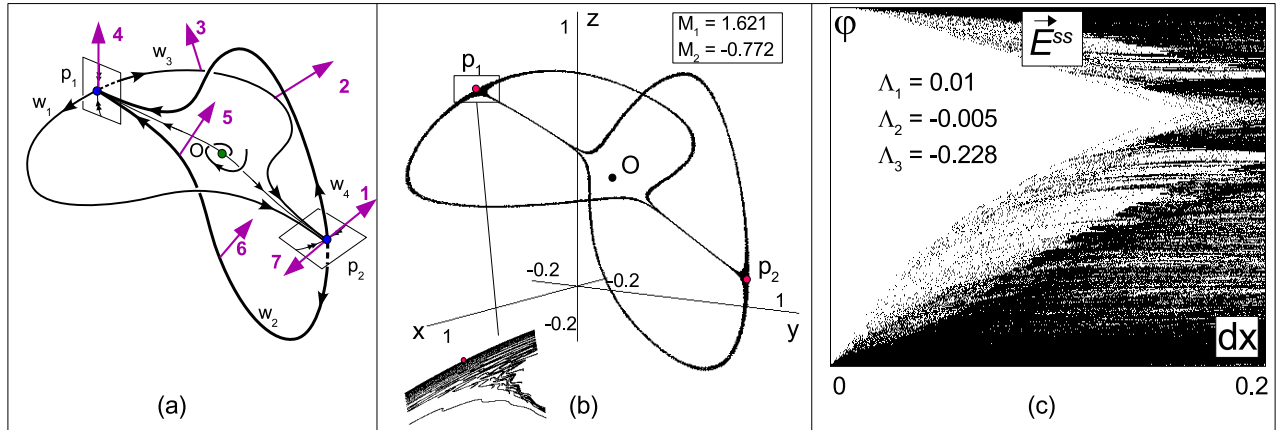 4
w3
3
p1
w1
2
5
O
w4
1
6
7
p2
w2
(a)
z
1
M1 = 1.621
M2 = -0.772
p1
O
p2
-0.2
-0.2
-0.2
x
1
y
1
(b)
φ
E^ss
Λ1 = 0.01
Λ2 = -0.005
Λ3 = -0.228
dx
0
0.2
(c)